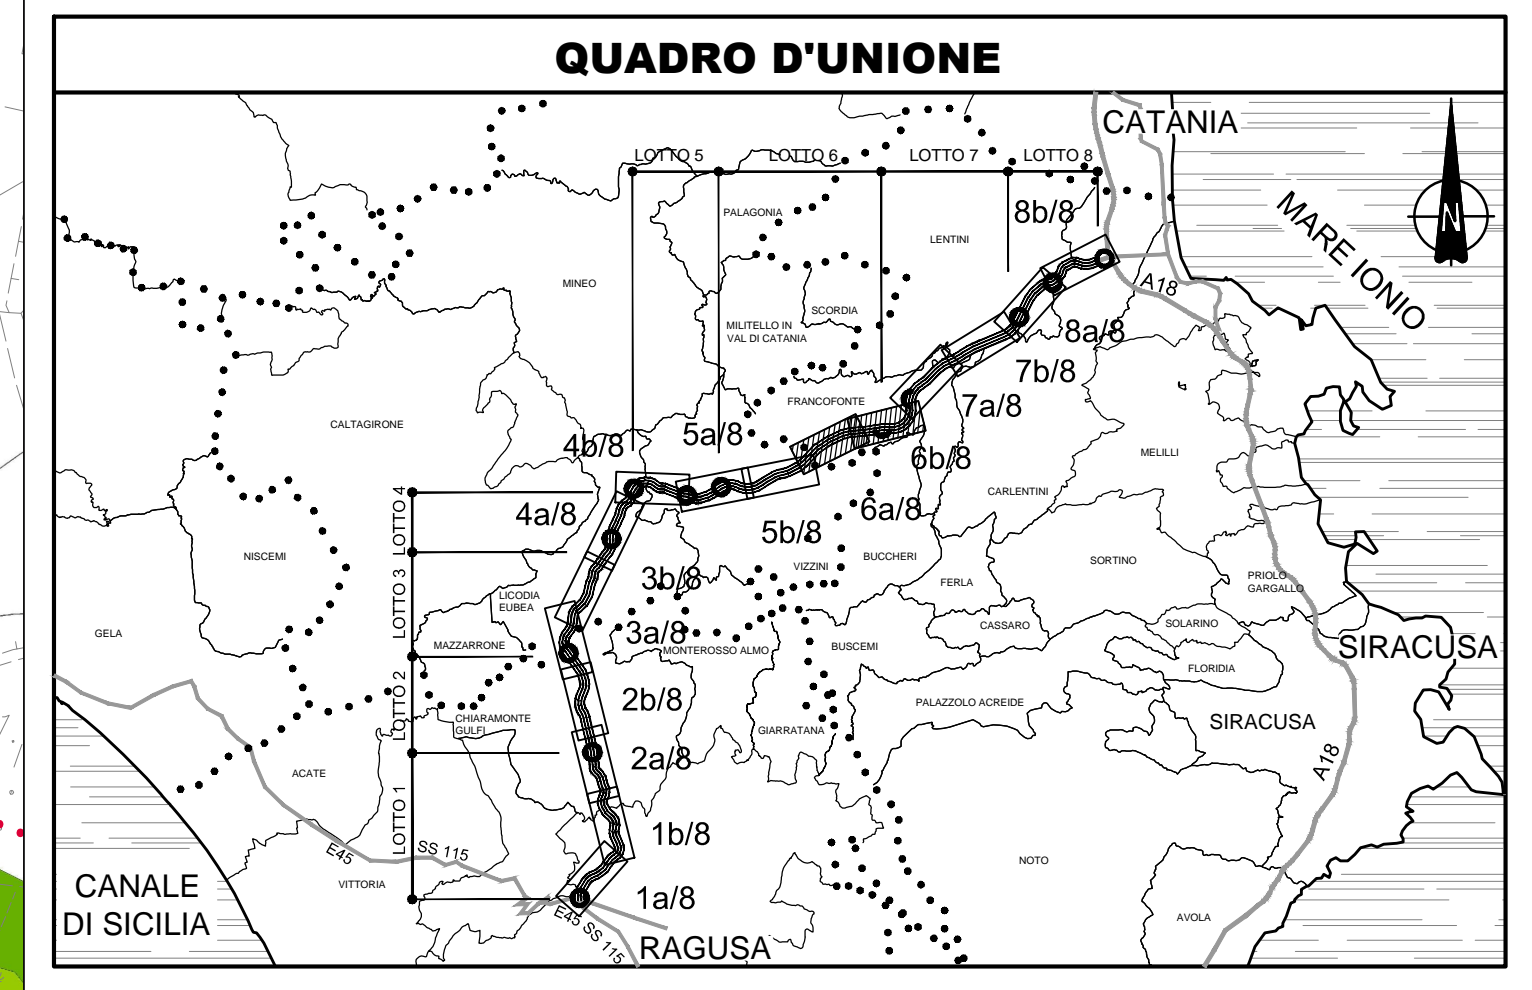 QUADRO D'UNIONE
CATANIA
LOTTO 5
LOTTO 6
LOTTO 7
LOTTO 8
PALAGONIA
8b/8
LENTINI
MARE IONIO
N
MINEO
A18
SCORDIA
MILITELLO IN
VAL DI CATANIA
8a/8
7b/8
FRANCOFONTE
7a/8
CALTAGIRONE
4b/8
5a/8
6b/8
MELILLI
CARLENTINI
LOTTO 4
4a/8
6a/8
5b/8
NISCEMI
VIZZINI
BUCCHERI
SORTINO
FERLA
PRIOLO
GARGALLO
3b/8
LOTTO 3
LICODIA
EUBEA
GELA
3a/8
CASSARO
SOLARINO
MAZZARRONE
MONTEROSSO ALMO
BUSCEMI
SIRACUSA
FLORIDIA
LOTTO 2
2b/8
PALAZZOLO ACREIDE
CHIARAMONTE
GULFI
GIARRATANA
SIRACUSA
2a/8
A18
ACATE
LOTTO 1
1b/8
E45
SS 115
NOTO
VITTORIA
CANALE
DI SICILIA
1a/8
E45 SS 115
AVOLA
RAGUSA